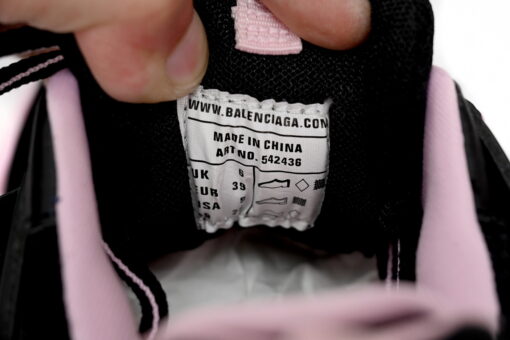 WWW.BALENCIAGA.COM
MADE IN CHINA
ART NO. 542436
UK 6
EUR 39
USA